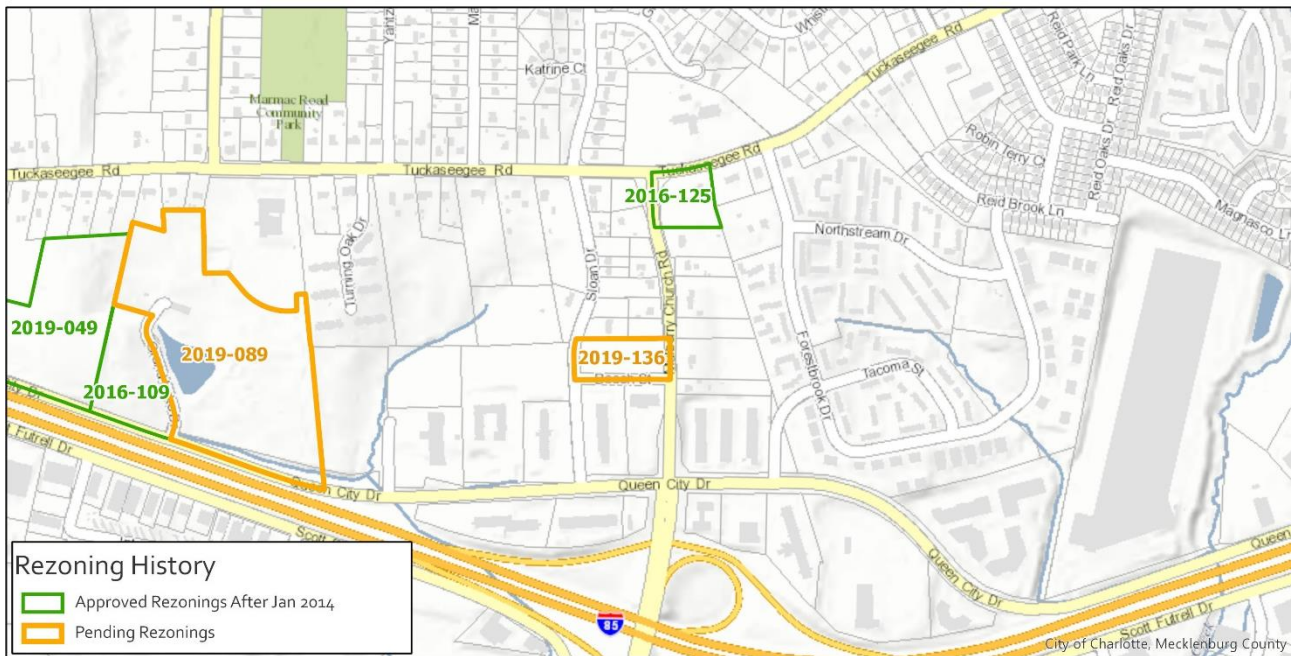 Marmac Road
Community
Park
Katrine Ct
Tuckaseegee Rd
Tuckaseegee Rd
Tuckaseegee Rd
Tuckaseegee Rd
Reid Park Ln
Reid Oaks Dr
Reid Oaks Dr
Robin Terry Ct
Reid Brook Ln
Magnasco Ln
2016-125
Northstream Dr
Turning Oak Dr
Sloan Dr
Church Rd
2019-049
2019-089
2016-109
2019-136
Tacoma St
Forestbrook Dr
Queen City Dr
Queen City Dr
Queen City Dr
Futrell Dr
Scott Futrell Dr
85
Rezoning History
Approved Rezonings After Jan 2014
Pending Rezonings
City of Charlotte, Mecklenburg County